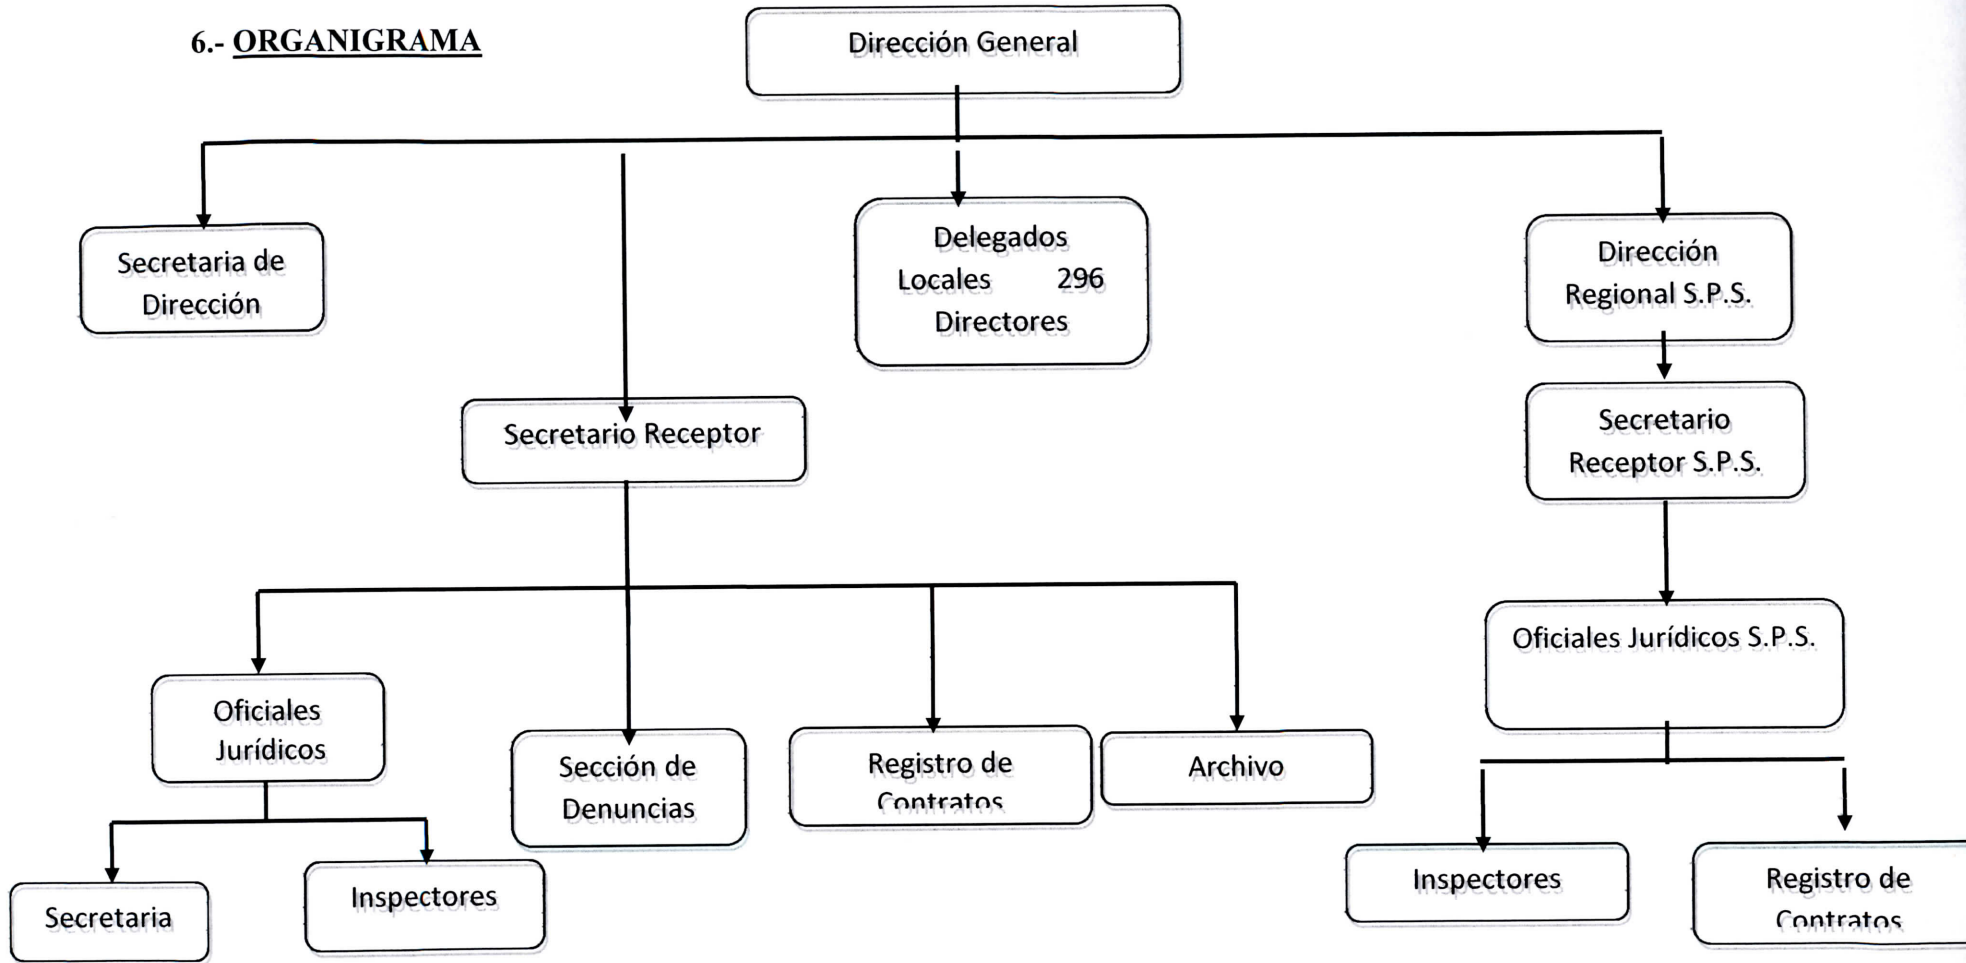 6.- ORGANIGRAMA
Dirección General
Secretaria de
Dirección
Delegados
Locales 296
Directores
Dirección
Regional S.P.S.
Secretario Receptor
Secretario
Receptor S.P.S.
Oficiales Jurídicos S.P.S.
Oficiales
Jurídicos
Sección de
Denuncias
Registro de
Contratos
Archivo
Secretaria
Inspectores
Inspectores
Registro de
Contratos